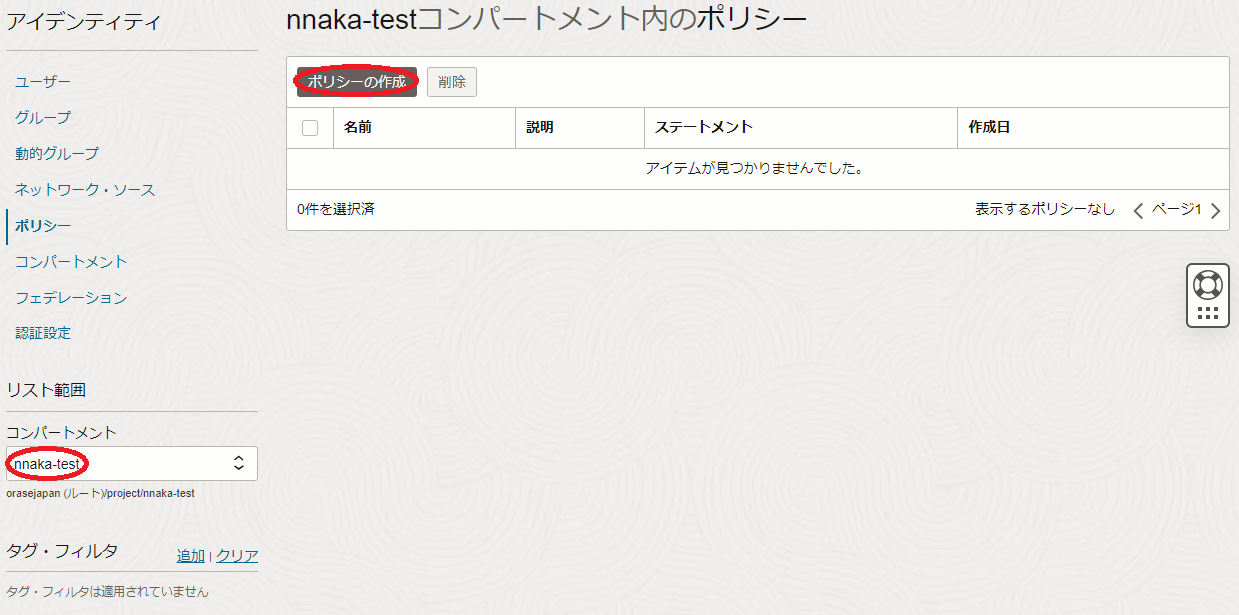 アイデンティティ
ユーザー
グループ
動的グループ
ネットワーク・ソース
ポリシー
コンパートメント
フェデレーション
認証設定
リスト範囲
コンパートメント
nnaka-test
orasejapan (ルート)/project/nnaka-test
タグ・フィルタ 追加 | クリア
タグ・フィルタは適用されていません
nnaka-testコンパートメント内のポリシー
ポリシーの作成 削除
名前 説明 ステートメント 作成日
アイテムが見つかりませんでした。
0件を選択済 表示するポリシーなし ページ1